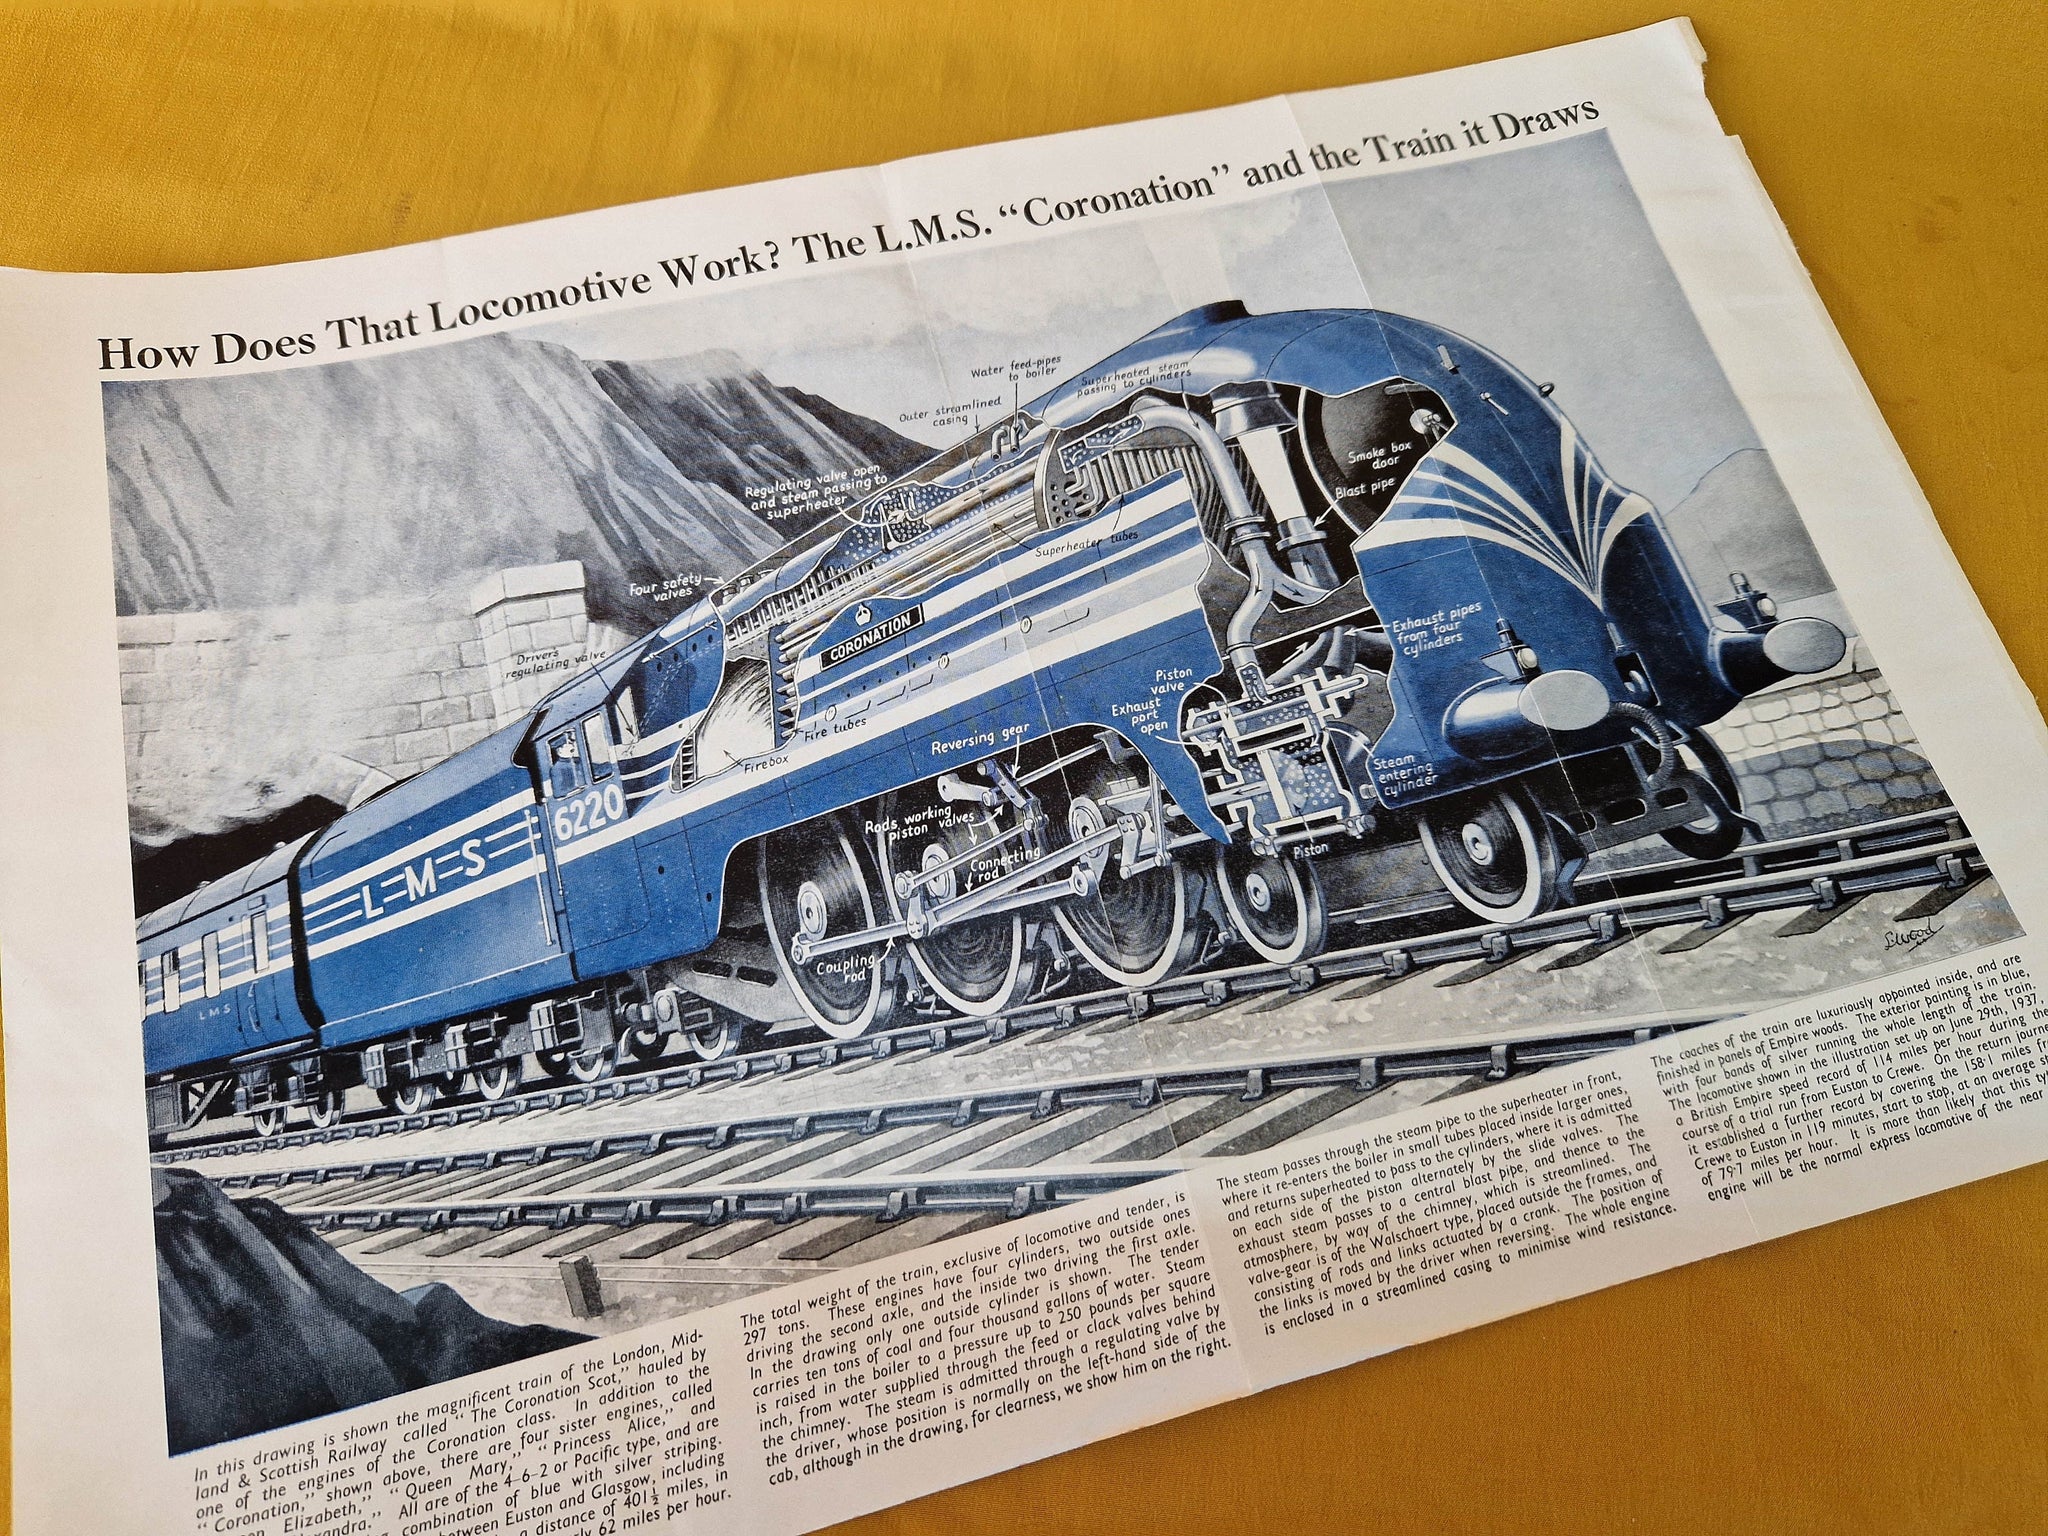 How Does That Locomotive Work? The L.M.S. “Coronation” and the Train it Draws
Water feed-pipes
to boiler
Superheated steam
passing to cylinders
Outer streamlined
casing
Smoke box
door
Regulating valve open
and steam passing to
superheater
Blast pipe
Superheater tubes
Four safety
valves
CORONATION
Exhaust pipes
from four
cylinders
Driver's
regulating valve
Piston
valve
Exhaust
port
open
Fire tubes
Reversing gear
Firebox
Steam
entering
cylinder
6220
Rods working
piston valves
Piston
L-M-S
Connecting
rod
Coupling
rod
LMS
In this drawing is shown the magnificent train of the London, Mid-
land & Scottish Railway called “The Coronation Scot,” hauled by
one of the engines of the Coronation class. In addition to the
“Coronation,” shown above, there are four sister engines, called
Elizabeth,” “Queen Mary,” “Princess Alice,” and
All are of the 4-6-2 or Pacific type, and are
combination of blue with silver striping.
between Euston and Glasgow, including
a distance of 401½ miles, in
62 miles per hour.
The total weight of the train, exclusive of locomotive and tender, is
297 tons. These engines have four cylinders, two outside ones
driving the second axle, and the inside two driving the first axle.
In the drawing only one outside cylinder is shown. The tender
carries ten tons of coal and four thousand gallons of water. Steam
is raised in the boiler to a pressure up to 250 pounds per square
inch, from water supplied through the feed or clack valves behind
the chimney. The steam is admitted through a regulating valve by
the driver, whose position is normally on the left-hand side of the
cab, although in the drawing, for clearness, we show him on the right.
The steam passes through the steam pipe to the superheater in front,
where it re-enters the boiler in small tubes placed inside larger ones,
and returns superheated to pass to the cylinders, where it is admitted
on each side of the piston alternately by the slide valves. The
exhaust steam passes to a central blast pipe, and thence to the
atmosphere, by way of the chimney, which is streamlined. The
valve-gear is of the Walschaert type, placed outside the frames, and
consisting of rods and links actuated by a crank. The position of
the links is moved by the driver when reversing. The whole engine
is enclosed in a streamlined casing to minimise wind resistance.
The coaches of the train are luxuriously appointed inside, and are
finished in panels of Empire woods. The exterior painting is in blue,
with four bands of silver running the whole length of the train.
The locomotive shown in the illustration set up on June 29th, 1937,
a British Empire speed record of 114 miles per hour during the
course of a trial run from Euston to Crewe. On the return
it established a further record by covering the 158·1 miles
Crewe to Euston in 119 minutes, start to stop, at an average
of 79·7 miles per hour. It is more than likely that this
engine will be the normal express locomotive of the near